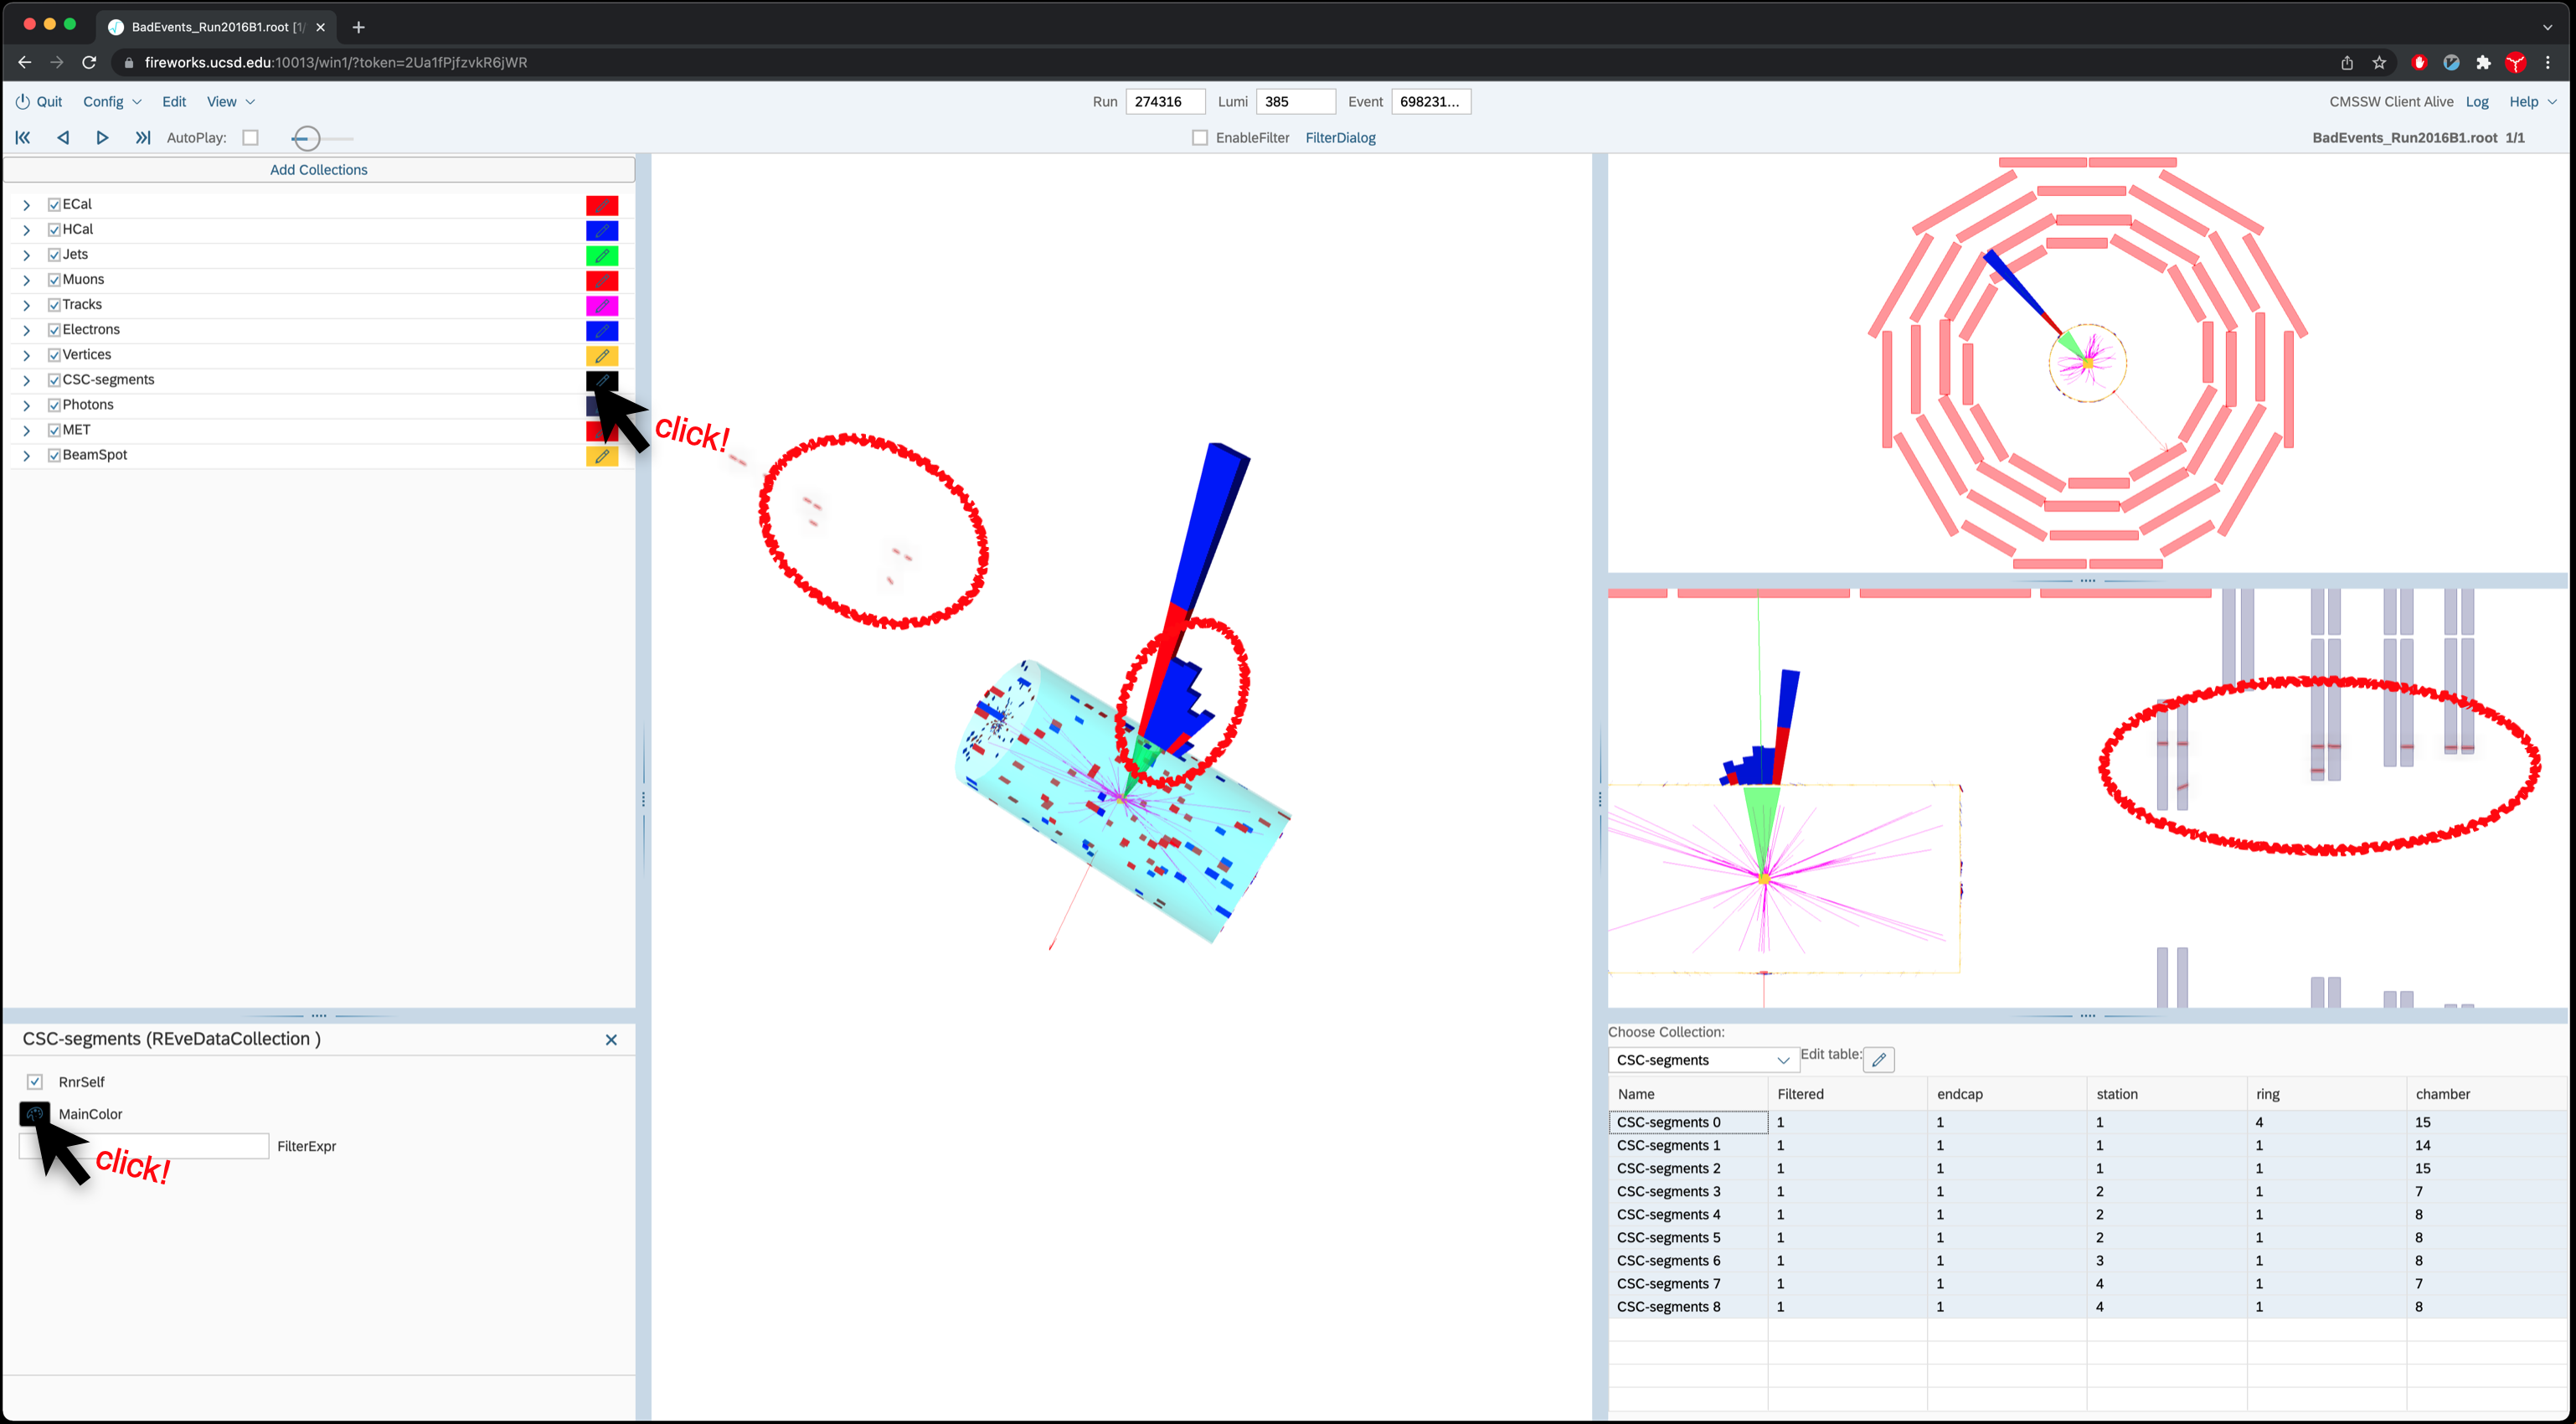 BadEvents_Run2016B1.root [1/
fireworks.ucsd.edu:10013/win1/?token=2Ua1fPjfzvkR6jWR
Quit Config Edit View Run 274316 Lumi 385 Event 698231... CMSSW Client Alive Log Help
AutoPlay: EnableFilter FilterDialog BadEvents_Run2016B1.root 1/1
Add Collections
ECal
HCal
Jets
Muons
Tracks
Electrons
Vertices
CSC-segments
Photons
MET
BeamSpot
click!
CSC-segments (REveDataCollection )
RnrSelf
MainColor
FilterExpr
click!
Choose Collection:
CSC-segments Edit table:
Name Filtered endcap station ring chamber
CSC-segments 0 1 1 1 4 15
CSC-segments 1 1 1 1 1 14
CSC-segments 2 1 1 1 1 15
CSC-segments 3 1 1 2 1 7
CSC-segments 4 1 1 2 1 8
CSC-segments 5 1 1 2 1 8
CSC-segments 6 1 1 3 1 8
CSC-segments 7 1 1 4 1 7
CSC-segments 8 1 1 4 1 8